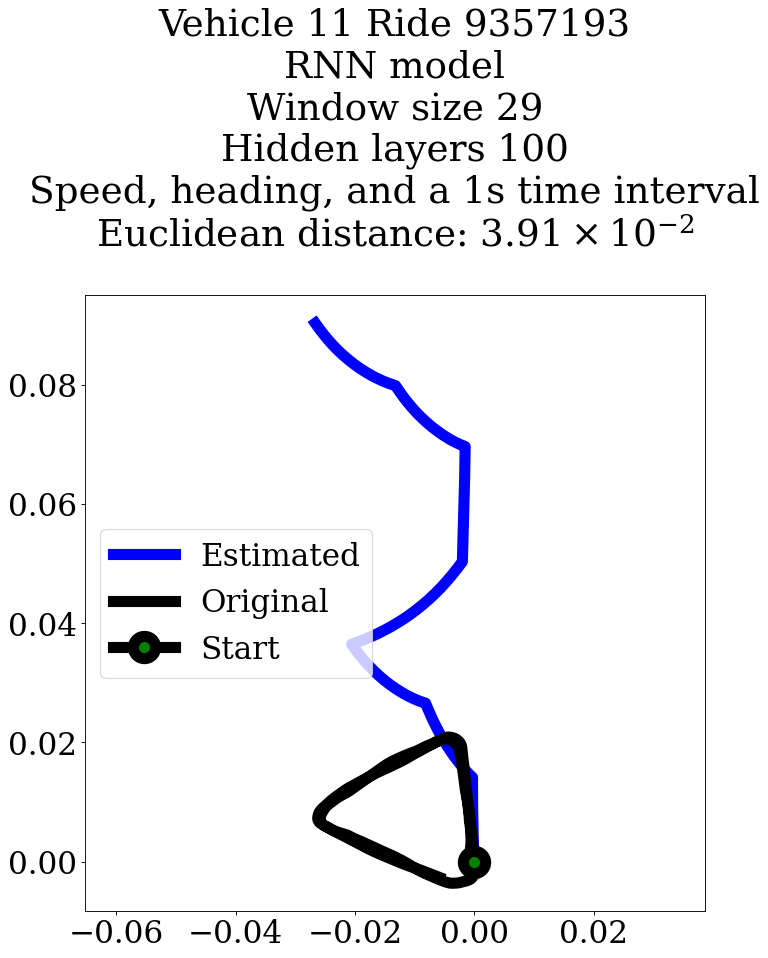 Vehicle 11 Ride 9357193
RNN model
Window size 29
Hidden layers 100
Speed, heading, and a 1s time interval
Euclidean distance: 3.91 × 10⁻²
0.08
0.06
0.04
0.02
0.00
Estimated
Original
Start
−0.06 −0.04 −0.02 0.00 0.02